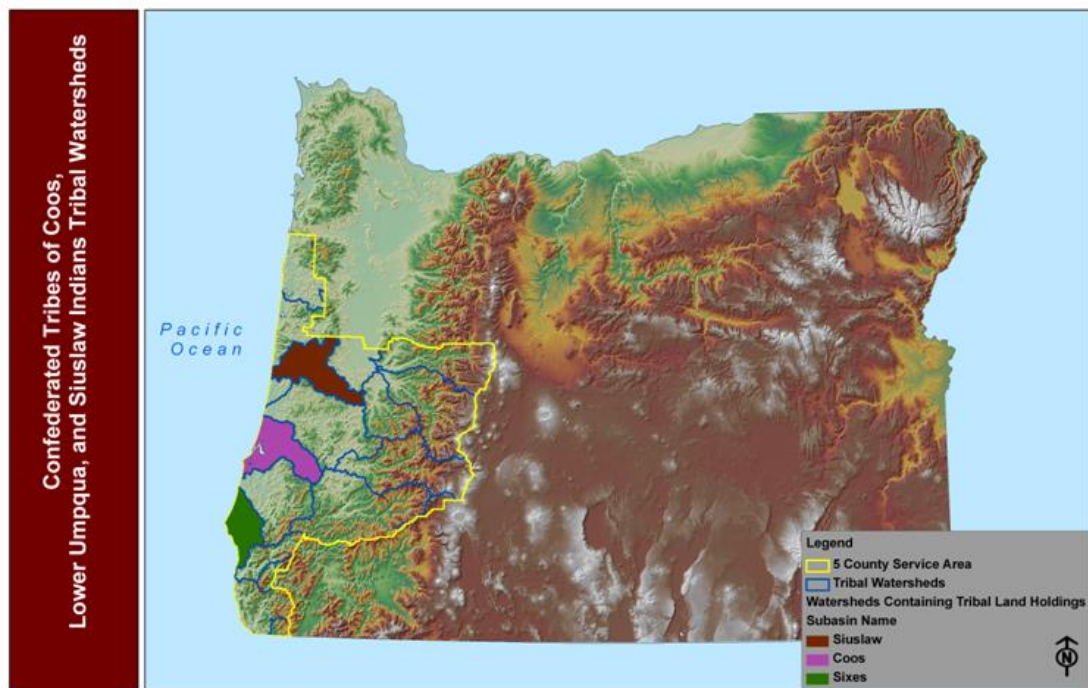 Confederated Tribes of Coos,
Lower Umpqua, and Siuslaw Indians Tribal Watersheds
Pacific
Ocean
Legend
5 County Service Area
Tribal Watersheds
Watersheds Containing Tribal Land Holdings
Subasin Name
Siuslaw
Coos
Sixes
N